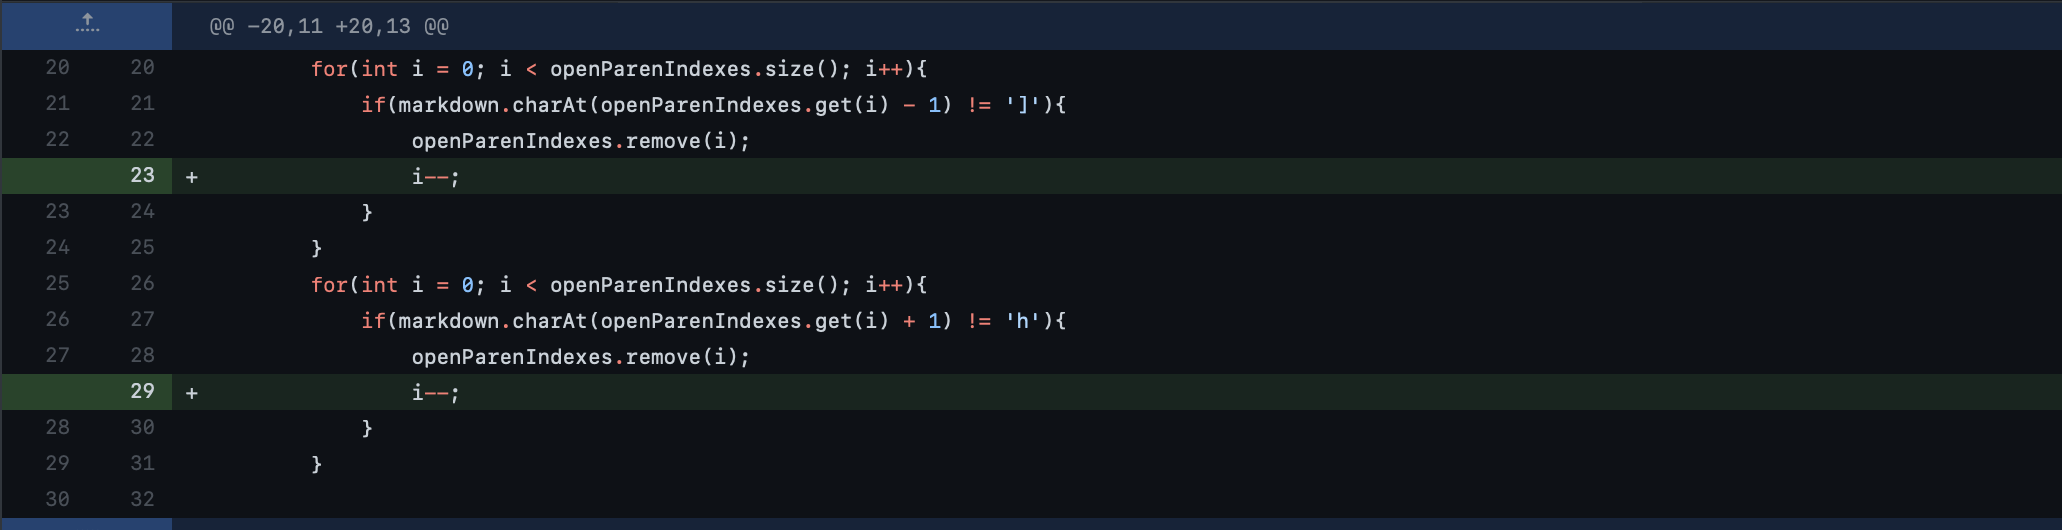 @@ -20,11 +20,13 @@
20 20 for(int i = 0; i < openParenIndexes.size(); i++){
21 21 if(markdown.charAt(openParenIndexes.get(i) - 1) != ']'){
22 22 openParenIndexes.remove(i);
23 + i--;
23 24 }
24 25 }
25 26 for(int i = 0; i < openParenIndexes.size(); i++){
26 27 if(markdown.charAt(openParenIndexes.get(i) + 1) != 'h'){
27 28 openParenIndexes.remove(i);
29 + i--;
28 30 }
29 31 }
30 32